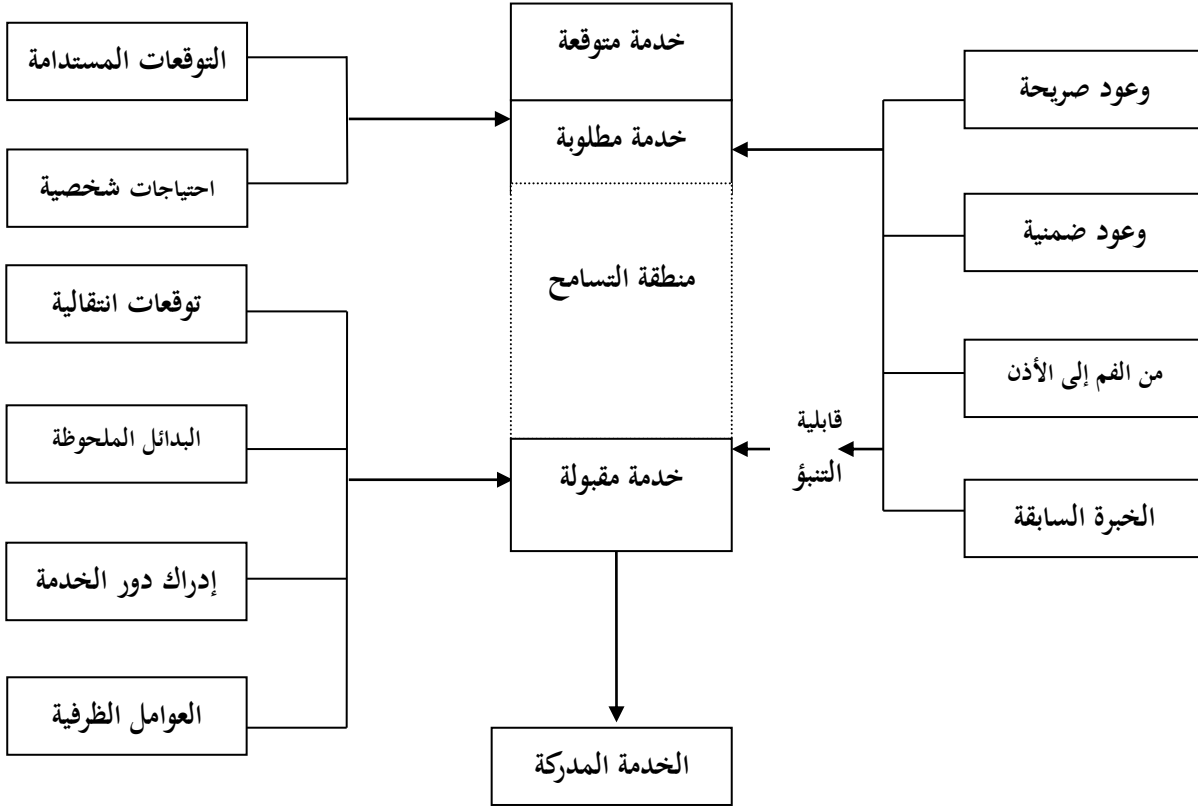 خدمة متوقعة
التوقعات المستدامة
وعود صريحة
خدمة مطلوبة
احتياجات شخصية
وعود ضمنية
منطقة التسامح
توقعات انتقالية
من الفم إلى الأذن
قابلية
التنبؤ
البدائل الملحوظة
خدمة مقبولة
الخبرة السابقة
إدراك دور الخدمة
العوامل الظرفية
الخدمة المدركة